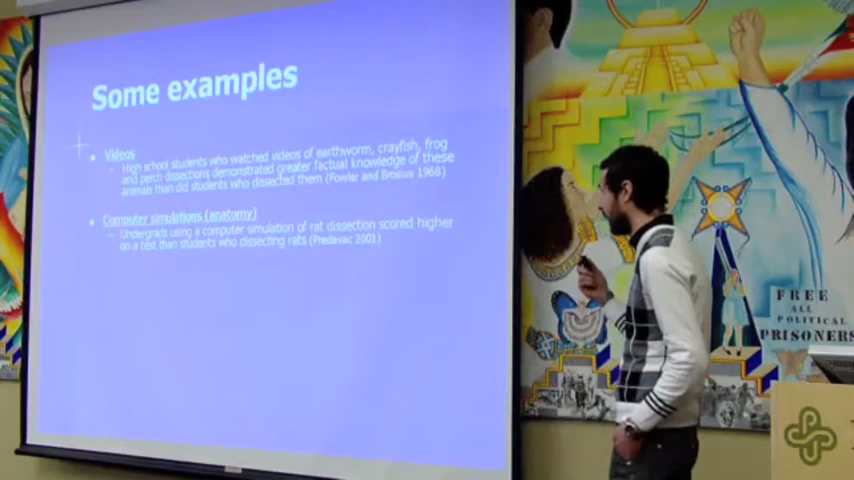 Some examples
Videos
– High school students who watched videos of earthworm, crayfish, frog
and perch dissections demonstrated greater factual knowledge of these
animals than did students who dissected them (Fowler and Brosius 1968)
Computer simulations (anatomy)
– Undergrads using a computer simulation of rat dissection scored higher
on a test than students who dissecting rats (Predavac 2001)
FREE
ALL
POLITICAL
PRISONERS